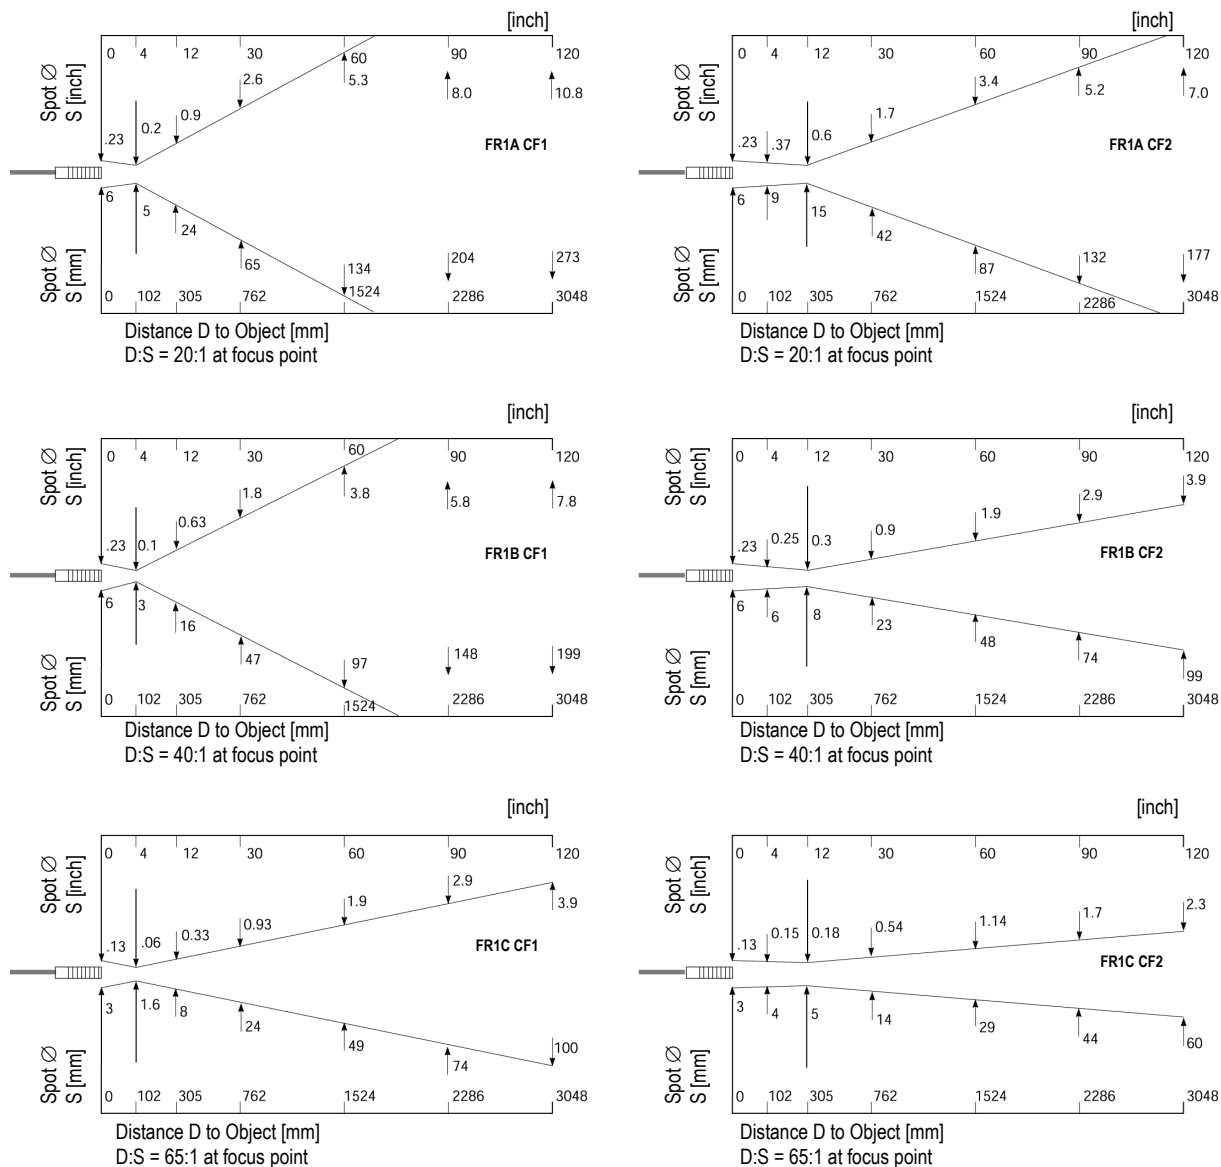 [inch]
0 4 12 30 60 90 120
Spot Ø
S [inch]
.23 0.2 0.9 2.6 5.3 8.0 10.8
FR1A CF1
6 5 24 65 134 204 273
Spot Ø
S [mm]
0 102 305 762 1524 2286 3048
Distance D to Object [mm]
D:S = 20:1 at focus point
[inch]
0 4 12 30 60 90 120
Spot Ø
S [inch]
.23 .37 0.6 1.7 3.4 5.2 7.0
FR1A CF2
6 9 15 42 87 132 177
Spot Ø
S [mm]
0 102 305 762 1524 2286 3048
Distance D to Object [mm]
D:S = 20:1 at focus point
[inch]
0 4 12 30 60 90 120
Spot Ø
S [inch]
.23 0.1 0.63 1.8 3.8 5.8 7.8
FR1B CF1
6 3 16 47 97 148 199
Spot Ø
S [mm]
0 102 305 762 1524 2286 3048
Distance D to Object [mm]
D:S = 40:1 at focus point
[inch]
0 4 12 30 60 90 120
Spot Ø
S [inch]
.23 0.25 0.3 0.9 1.9 2.9 3.9
FR1B CF2
6 6 8 23 48 74 99
Spot Ø
S [mm]
0 102 305 762 1524 2286 3048
Distance D to Object [mm]
D:S = 40:1 at focus point
[inch]
0 4 12 30 60 90 120
Spot Ø
S [inch]
.13 .06 0.33 0.93 1.9 2.9 3.9
FR1C CF1
3 1.6 8 24 49 74 100
Spot Ø
S [mm]
0 102 305 762 1524 2286 3048
Distance D to Object [mm]
D:S = 65:1 at focus point
[inch]
0 4 12 30 60 90 120
Spot Ø
S [inch]
.13 0.15 0.18 0.54 1.14 1.7 2.3
FR1C CF2
3 4 5 14 29 44 60
Spot Ø
S [mm]
0 102 305 762 1524 2286 3048
Distance D to Object [mm]
D:S = 65:1 at focus point